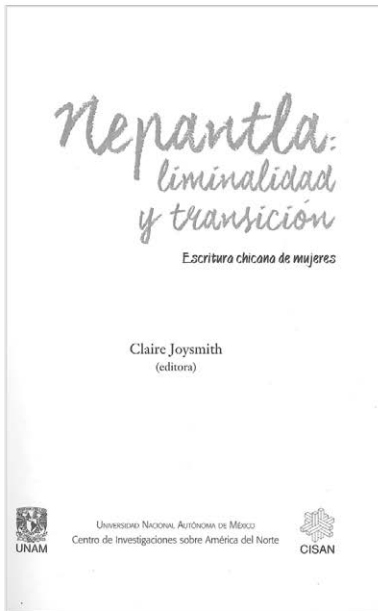 Nepantla:
liminalidad
y transición
Escritura chicana de mujeres
Claire Joysmith
(editora)
UNIVERSIDAD NACIONAL AUTÓNOMA DE MÉXICO
Centro de Investigaciones sobre América del Norte
UNAM
CISAN